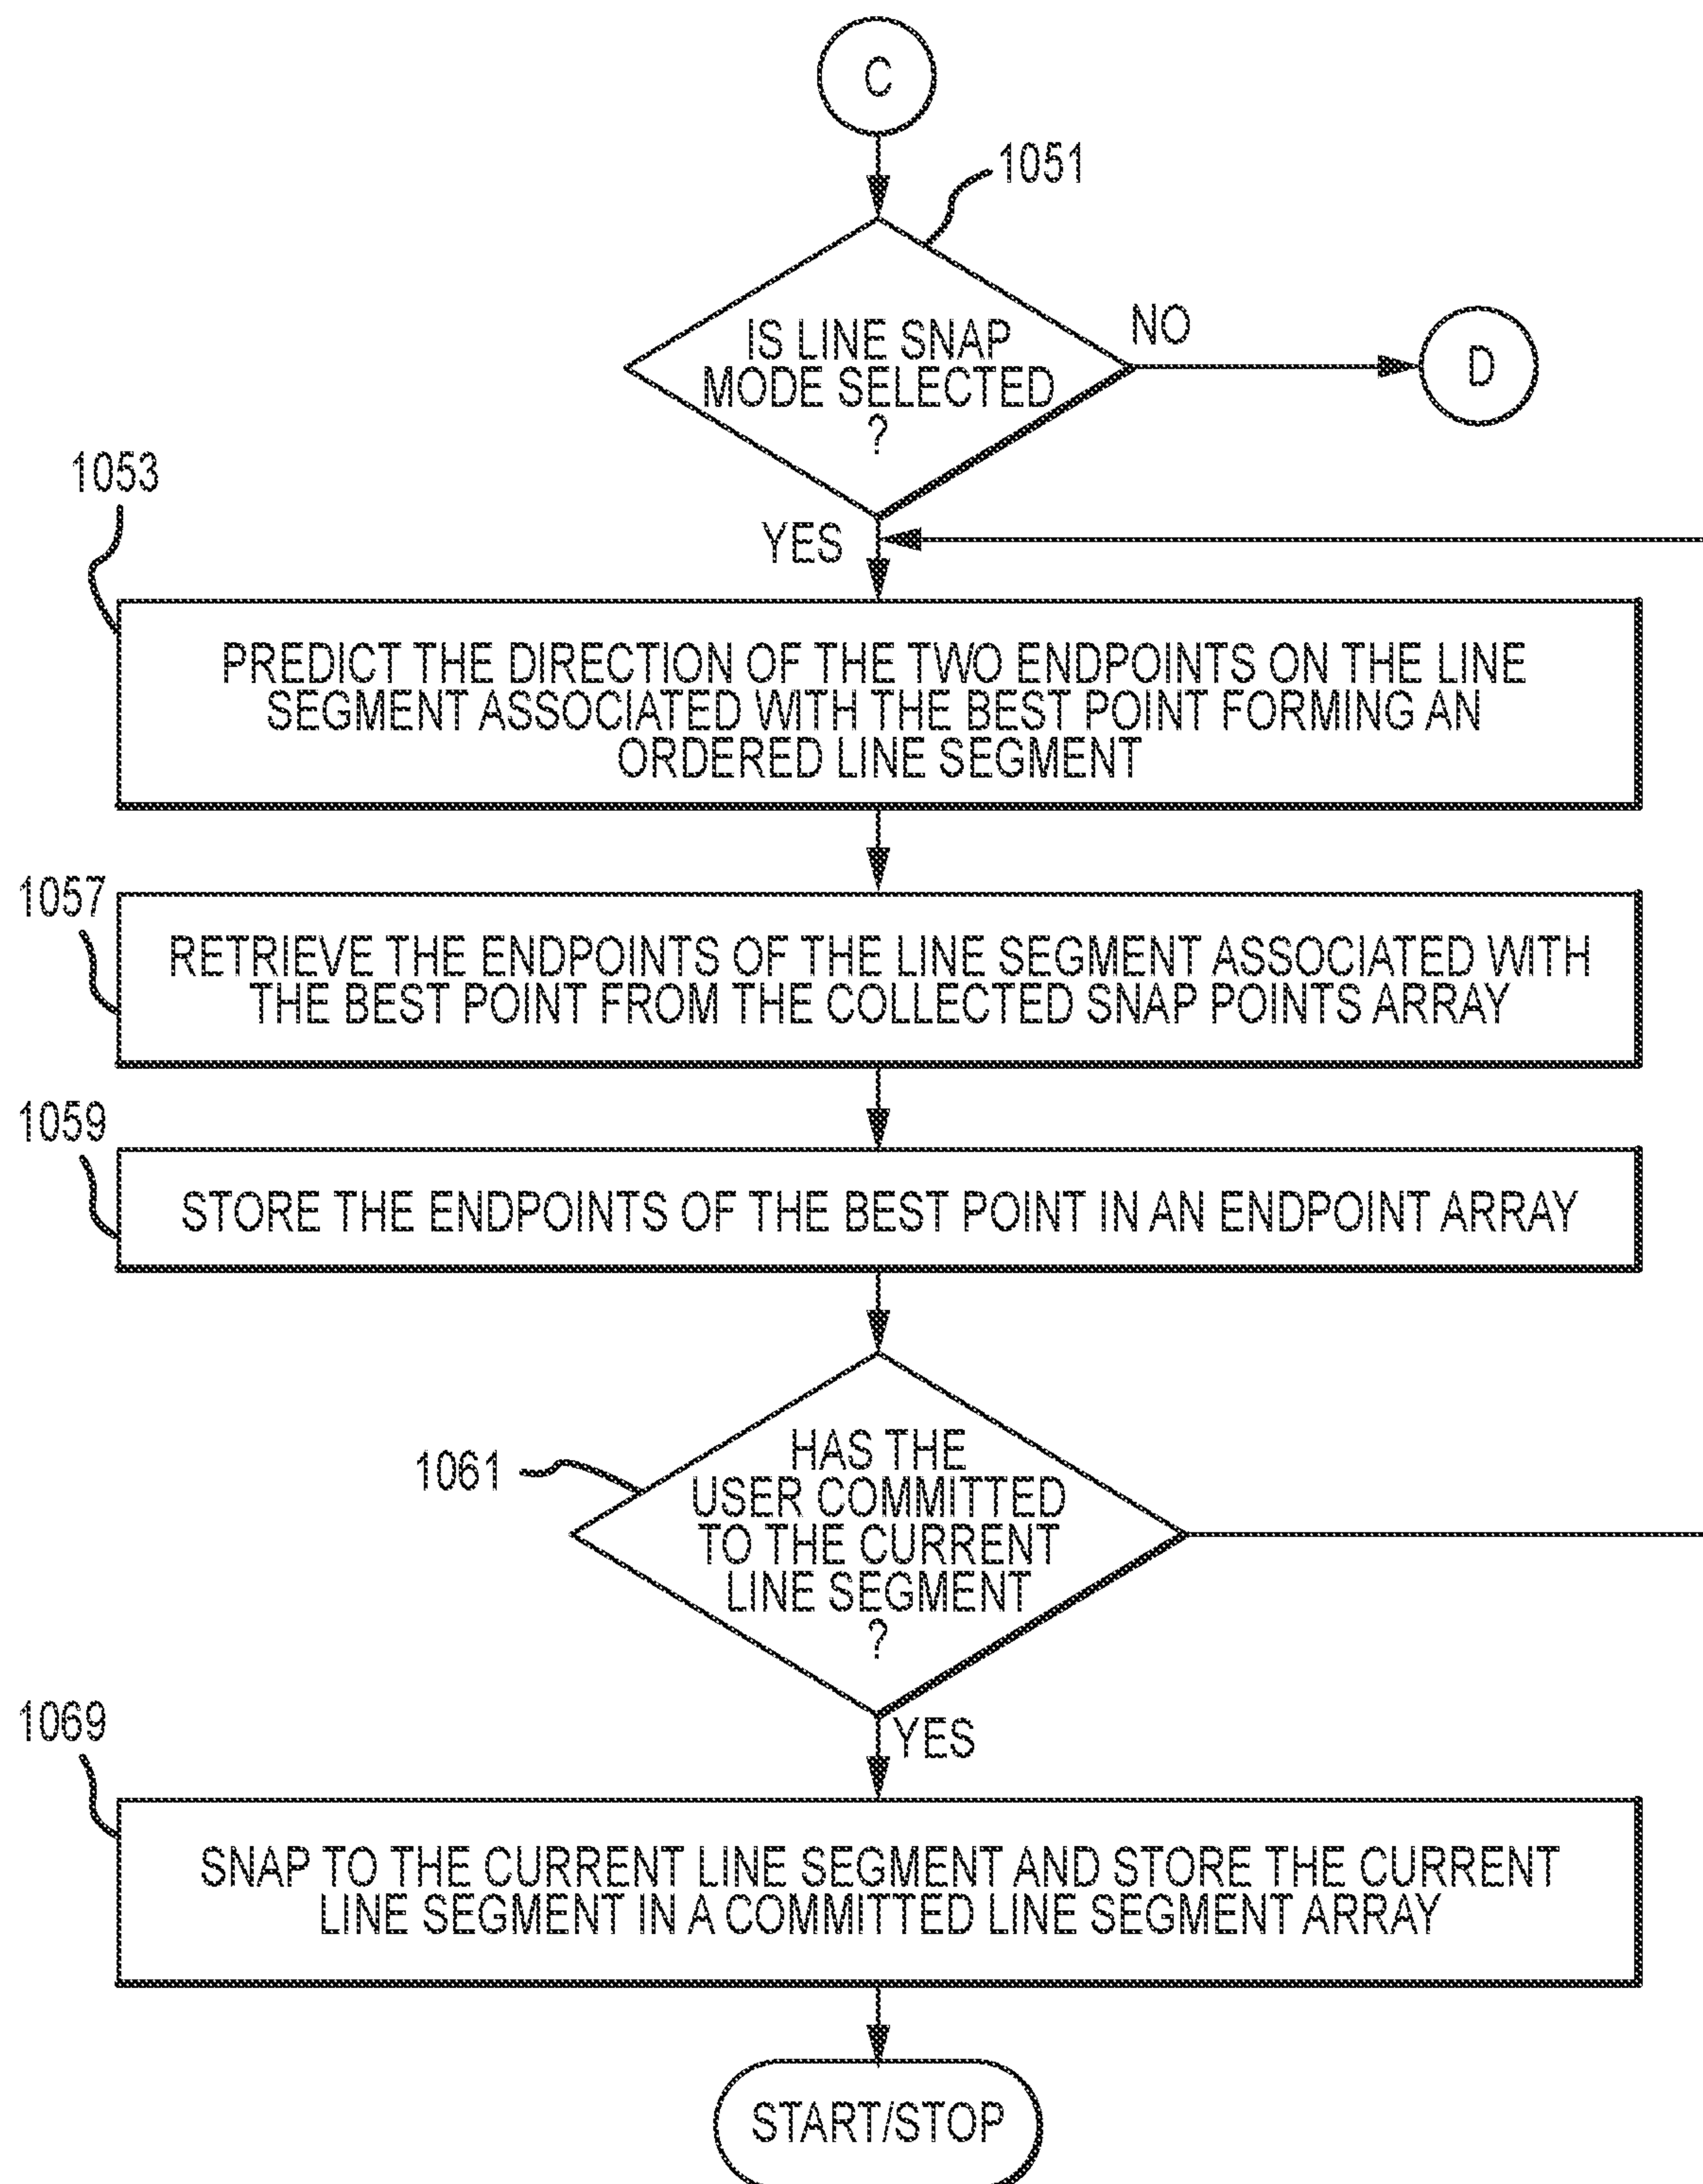 C
1051
IS LINE SNAP
MODE SELECTED
?
NO
D
1053
YES
PREDICT THE DIRECTION OF THE TWO ENDPOINTS ON THE LINE
SEGMENT ASSOCIATED WITH THE BEST POINT FORMING AN
ORDERED LINE SEGMENT
1057
RETRIEVE THE ENDPOINTS OF THE LINE SEGMENT ASSOCIATED WITH
THE BEST POINT FROM THE COLLECTED SNAP POINTS ARRAY
1059
STORE THE ENDPOINTS OF THE BEST POINT IN AN ENDPOINT ARRAY
1061
HAS THE
USER COMMITTED
TO THE CURRENT
LINE SEGMENT
?
YES
1069
SNAP TO THE CURRENT LINE SEGMENT AND STORE THE CURRENT
LINE SEGMENT IN A COMMITTED LINE SEGMENT ARRAY
START/STOP